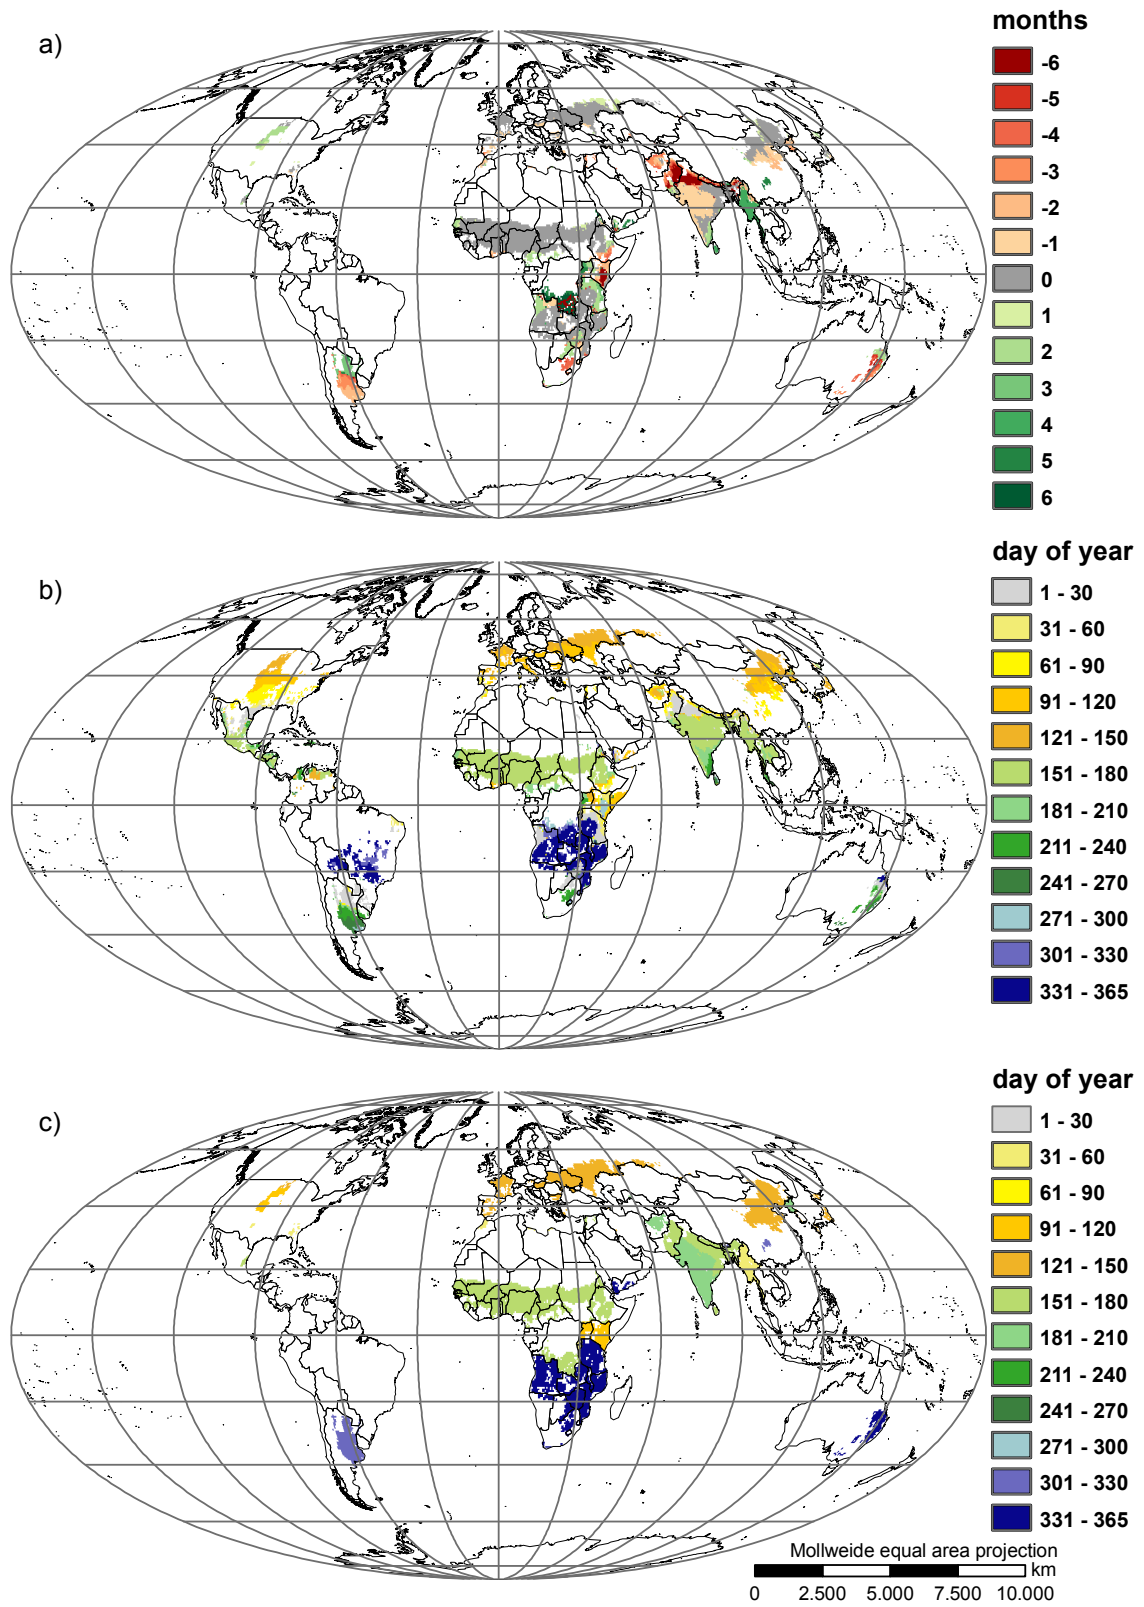 a)
months
-6
-5
-4
-3
-2
-1
0
1
2
3
4
5
6
b)
day of year
1 - 30
31 - 60
61 - 90
91 - 120
121 - 150
151 - 180
181 - 210
211 - 240
241 - 270
271 - 300
301 - 330
331 - 365
c)
day of year
1 - 30
31 - 60
61 - 90
91 - 120
121 - 150
151 - 180
181 - 210
211 - 240
241 - 270
271 - 300
301 - 330
331 - 365
Mollweide equal area projection
km
0 2.500 5.000 7.500 10.000